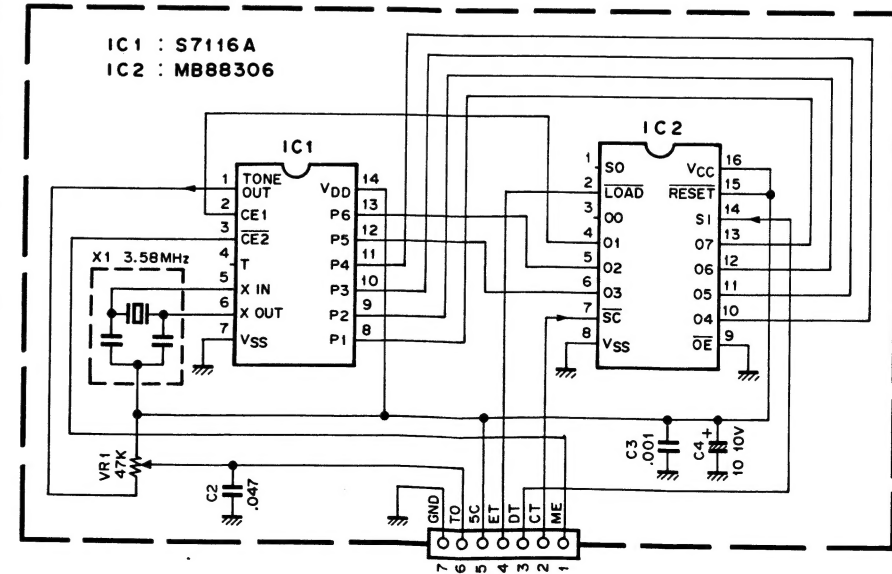 IC1 : S7116A
IC2 : MB88306
IC1
1 TONE OUT
2 CE1
3 CE2
4 T
5 X IN
6 X OUT
7 VSS
14 VDD
13 P6
12 P5
11 P4
10 P3
9 P2
8 P1
X1 3.58MHz
IC2
1 SO
2 LOAD
3 O0
4 O1
5 O2
6 O3
7 SC
8 VSS
16 VCC
15 RESET
14 SI
13 O7
12 O6
11 O5
10 O4
9 OE
VR1
47K
C2
.047
C3
.001
C4 +
10 10V
GND
TO
5C
ET
DT
CT
ME
7 6 5 4 3 2 1